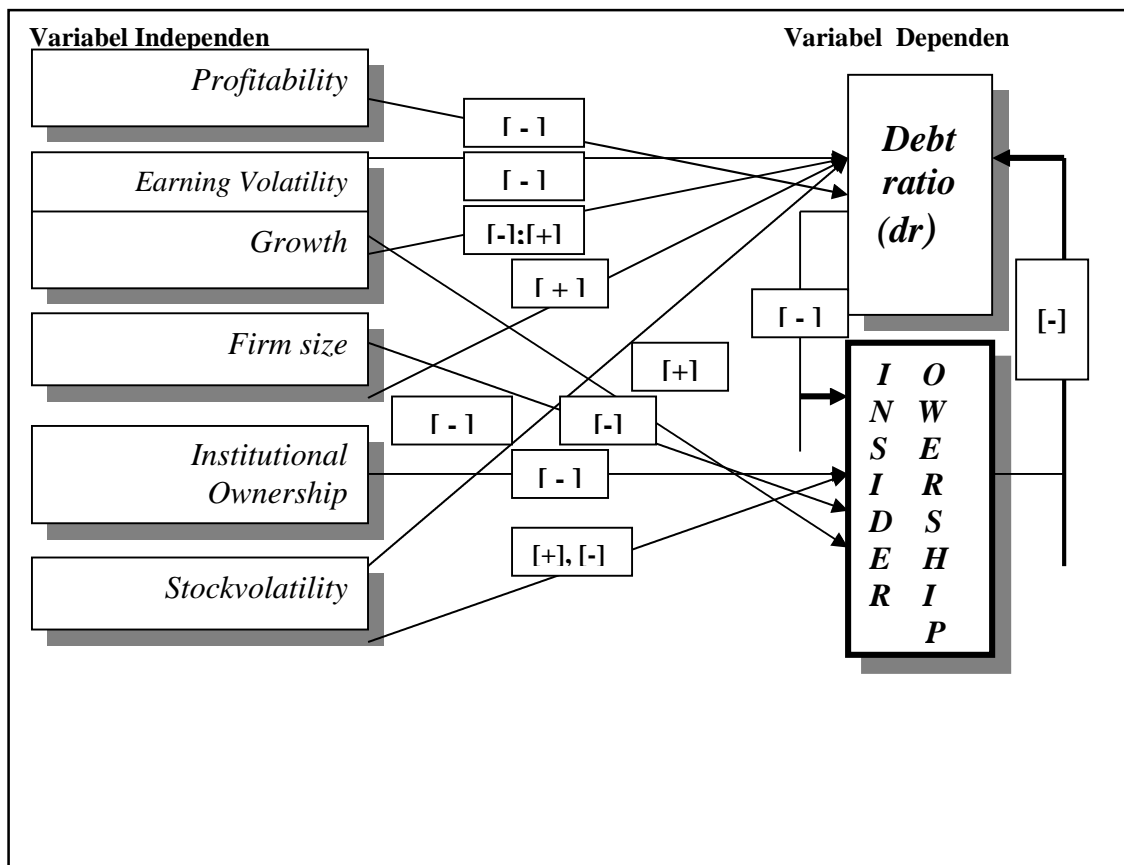 Variabel Independen
Variabel Dependen
Profitability
[ - ]
Debt
ratio
(dr)
Earning Volatility
[ - ]
Growth
[-];[+]
[ + ]
[ - ]
[-]
Firm size
[+]
[ - ]
[-]
Institutional
Ownership
[ - ]
Stockvolatility
[+], [-]
I O
N W
S E
I R
D S
E H
R I
P